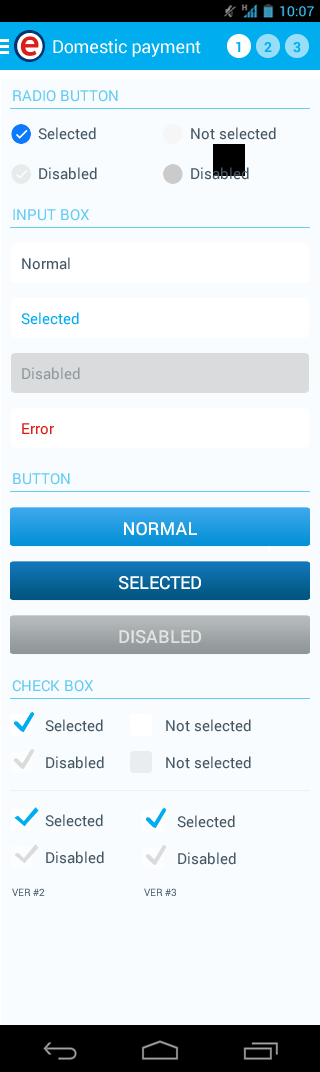 H 10:07
e Domestic payment 1 2 3
RADIO BUTTON
Selected Not selected
Disabled Disabled
INPUT BOX
Normal
Selected
Disabled
Error
BUTTON
NORMAL
SELECTED
DISABLED
CHECK BOX
Selected Not selected
Disabled Not selected
Selected Selected
Disabled Disabled
VER #2 VER #3